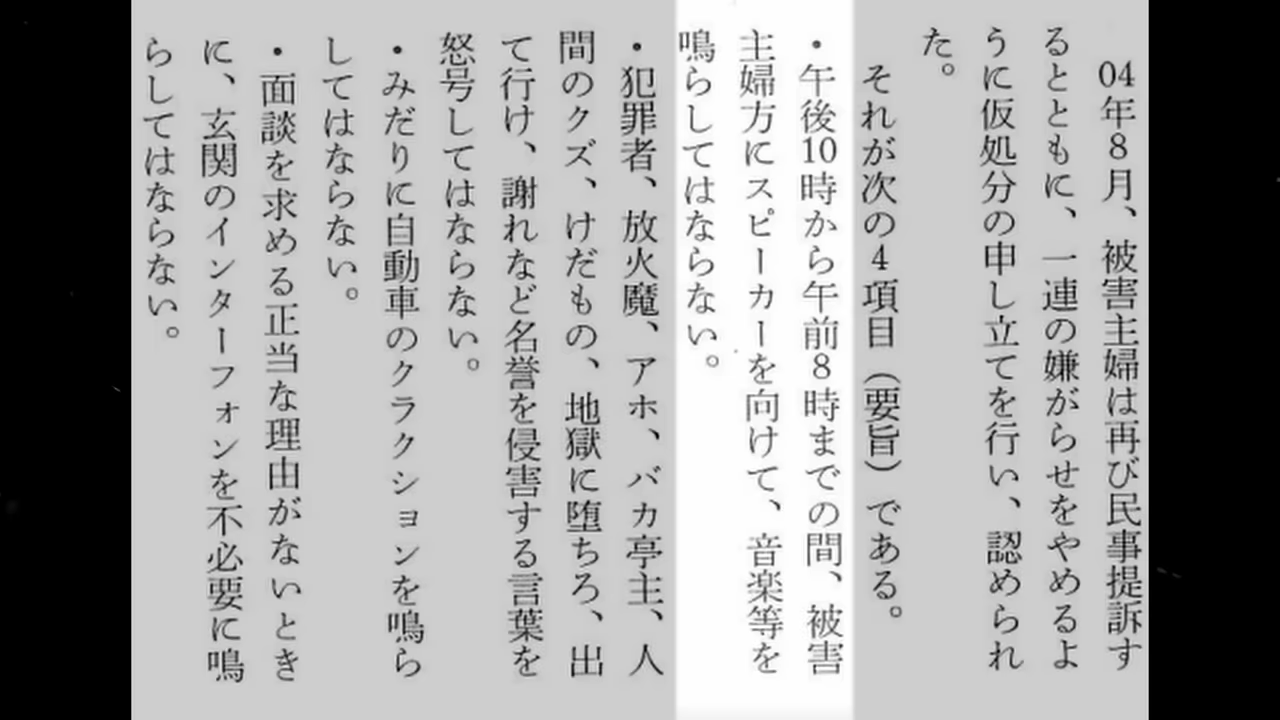 04年8月、被害主婦は再び民事提訴す
るとともに、一連の嫌がらせをやめるよ
うに仮処分の申し立てを行い、認められ
た。
それが次の4項目（要旨）である。
・午後10時から午前8時までの間、被害
主婦方にスピーカーを向けて、音楽等を
鳴らしてはならない。
・犯罪者、放火魔、アホ、バカ亭主、人
間のクズ、けだもの、地獄に堕ちろ、出
て行け、謝れなど名誉を侵害する言葉を
怒号してはならない。
・みだりに自動車のクラクションを鳴ら
してはならない。
・面談を求める正当な理由がないとき
に、玄関のインターフォンを不必要に鳴
らしてはならない。